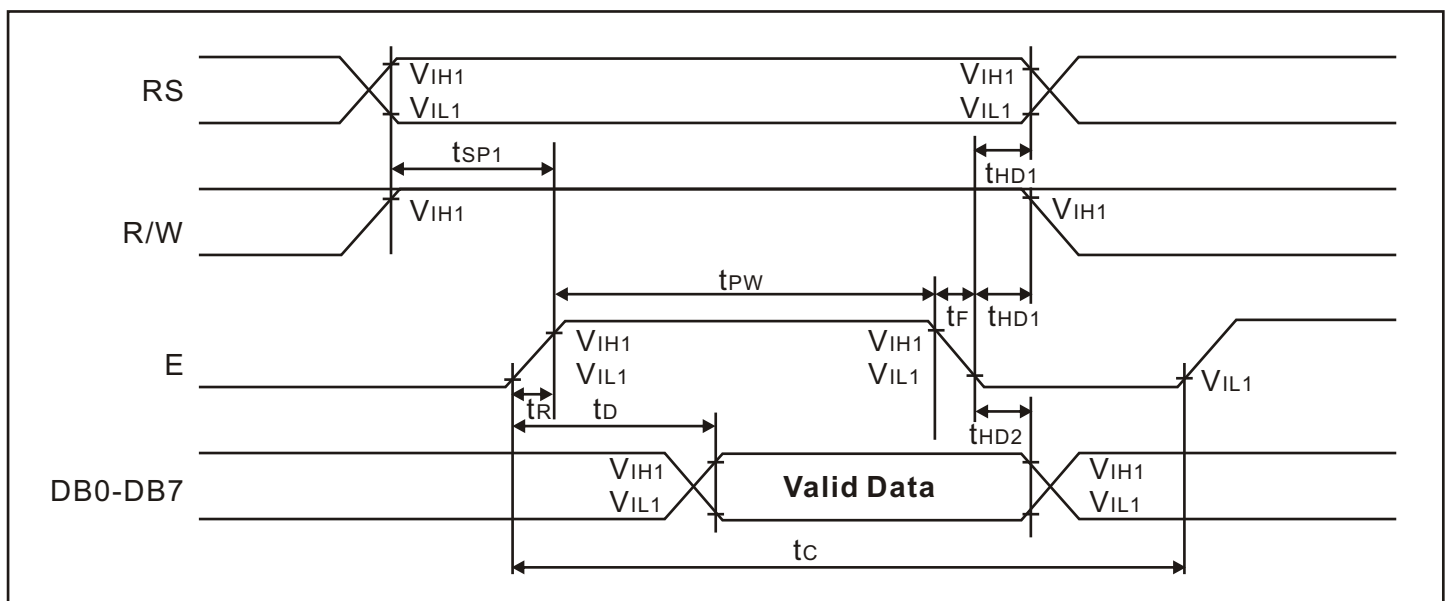 RS
VIH1
VIL1
VIH1
VIL1
tSP1
tHD1
R/W
VIH1
VIH1
tPW
tF
tHD1
E
VIH1
VIL1
VIH1
VIL1
VIL1
tR
tD
tHD2
DB0-DB7
VIH1
VIL1
Valid Data
VIH1
VIL1
tC